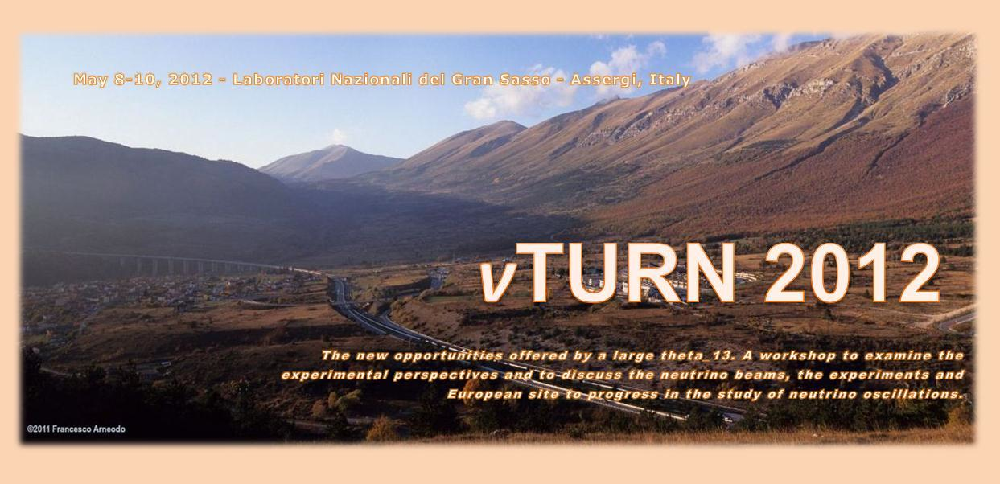 May 8-10, 2012 - Laboratori Nazionali del Gran Sasso - Assergi, Italy
νTURN 2012
The new opportunities offered by a large theta_13. A workshop to examine the
experimental perspectives and to discuss the neutrino beams, the experiments and
European site to progress in the study of neutrino oscillations.
©2011 Francesco Arneodo